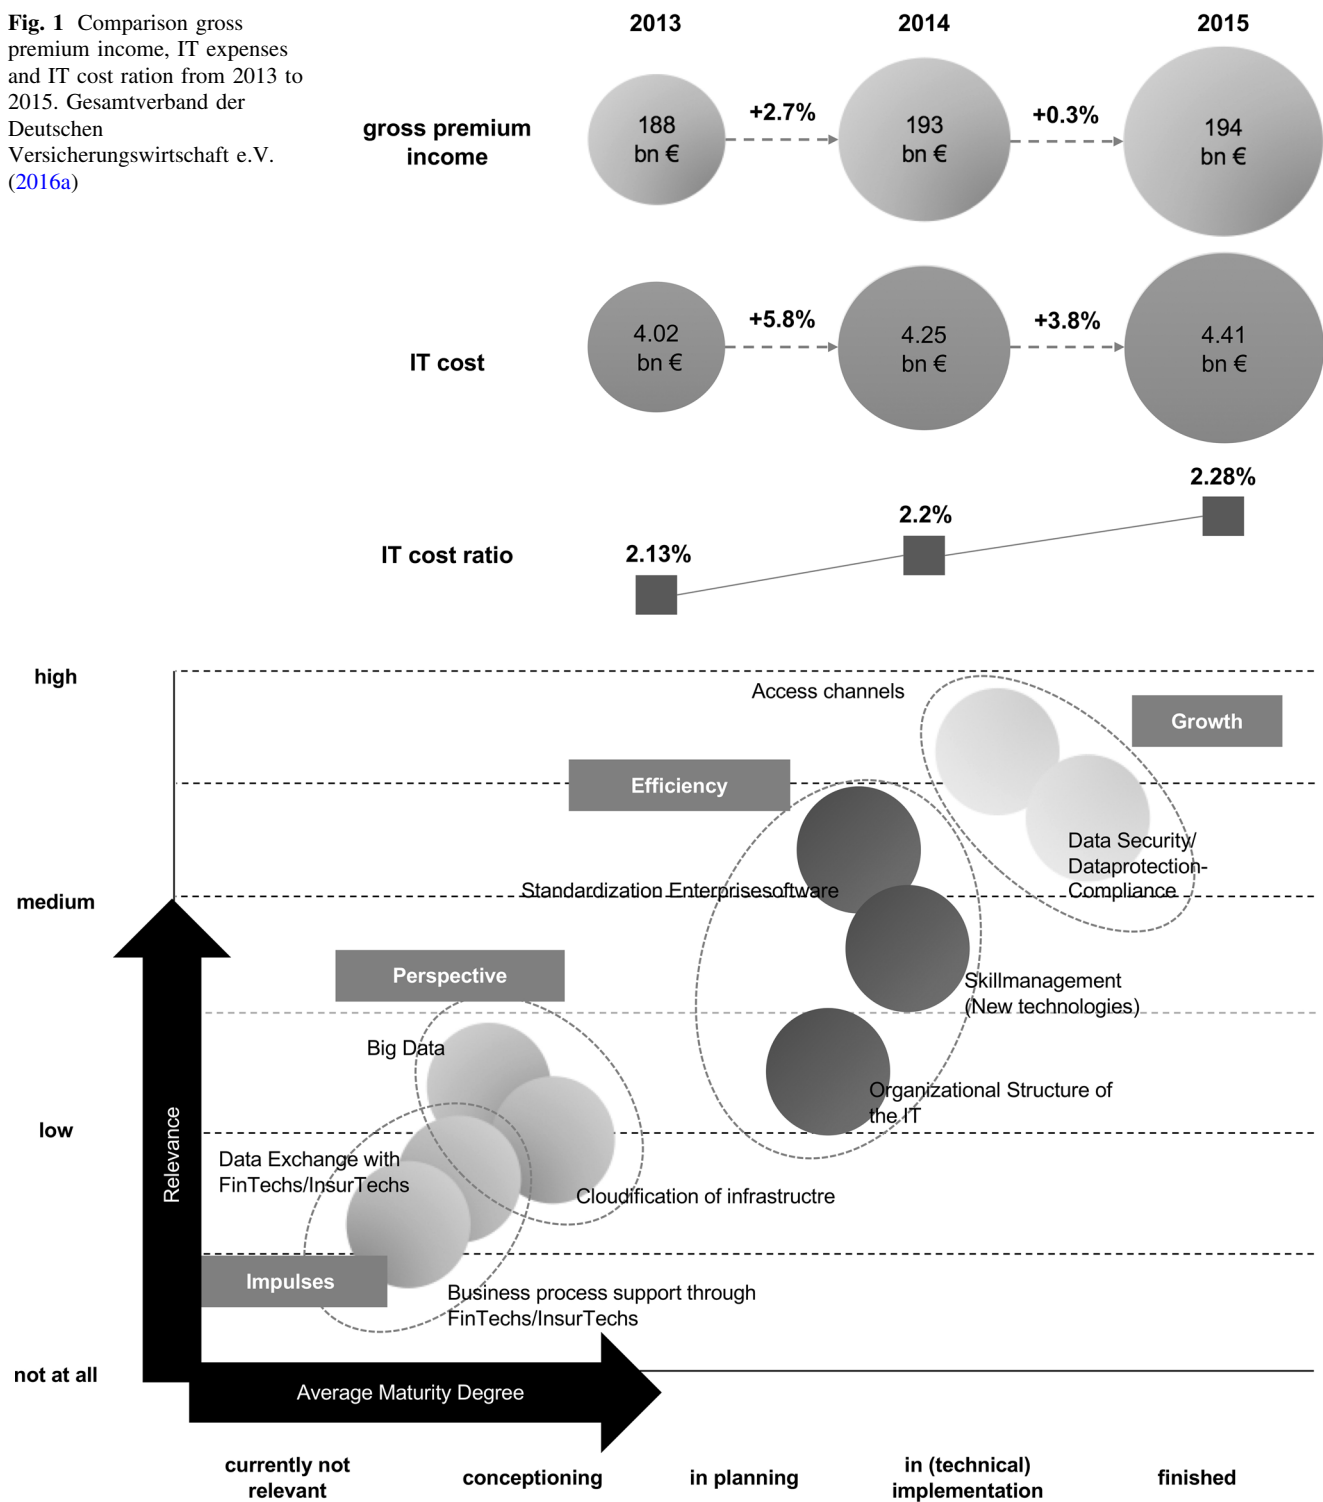 Fig. 1 Comparison gross
premium income, IT expenses
and IT cost ration from 2013 to
2015. Gesamtverband der
Deutschen
Versicherungswirtschaft e.V.
(2016a)
2013
2014
2015
gross premium
income
188
bn €
+2.7%
193
bn €
+0.3%
194
bn €
IT cost
4.02
bn €
+5.8%
4.25
bn €
+3.8%
4.41
bn €
IT cost ratio
2.13%
2.2%
2.28%
high
Access channels
Growth
Efficiency
Data Security/
Dataprotection-
Compliance
medium
Standardization Enterprisesoftware
Perspective
Skillmanagement
(New technologies)
Big Data
Organizational Structure of
the IT
low
Relevance
Data Exchange with
FinTechs/InsurTechs
Cloudification of infrastructre
Impulses
Business process support through
FinTechs/InsurTechs
not at all
Average Maturity Degree
currently not
relevant
conceptioning
in planning
in (technical)
implementation
finished